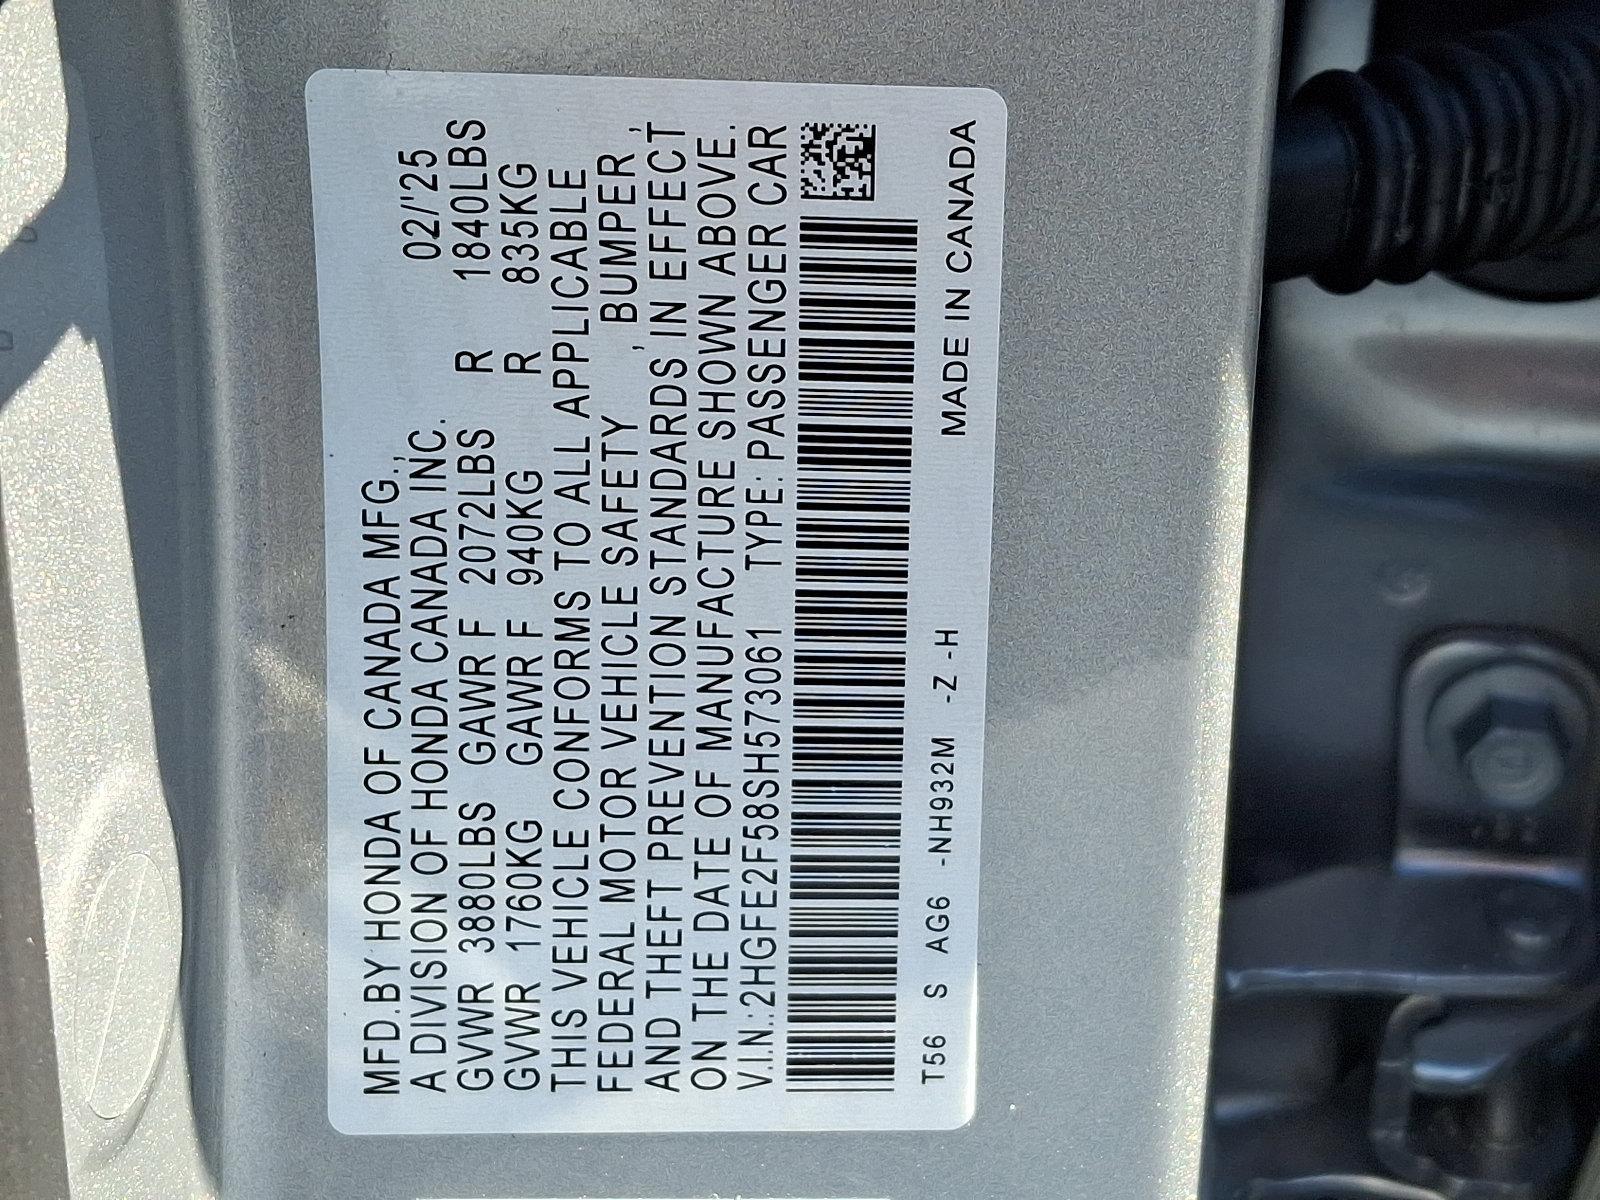 MFD.BY HONDA OF CANADA MFG.,
A DIVISION OF HONDA CANADA INC. 02/'25
GVWR 3880LBS GAWR F 2072LBS R 1840LBS
GVWR 1760KG GAWR F 940KG R 835KG
THIS VEHICLE CONFORMS TO ALL APPLICABLE
FEDERAL MOTOR VEHICLE SAFETY , BUMPER ,
AND THEFT PREVENTION STANDARDS IN EFFECT
ON THE DATE OF MANUFACTURE SHOWN ABOVE.
V.I.N.:2HGFE2F58SH573061 TYPE: PASSENGER CAR
T56 S AG6 -NH932M -Z -H MADE IN CANADA